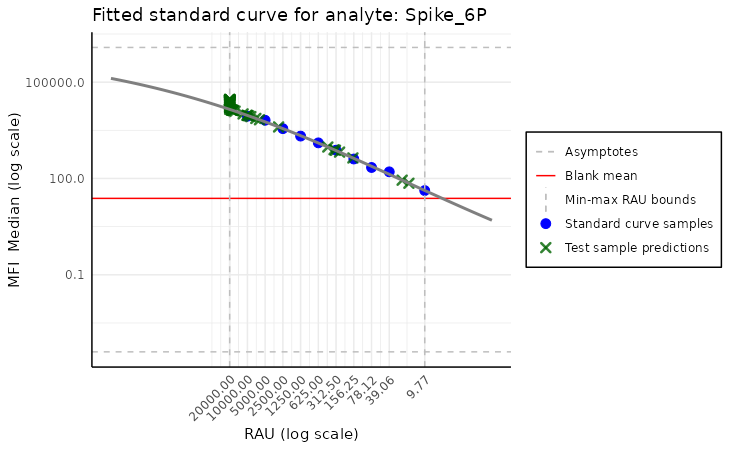 Fitted standard curve for analyte: Spike_6P
MFI  Median (log scale)
100000.0
100.0
0.1
20000.00
10000.00
5000.00
2500.00
1250.00
625.00
312.50
156.25
78.12
39.06
9.77
RAU (log scale)
Asymptotes
Blank mean
Min-max RAU bounds
Standard curve samples
Test sample predictions